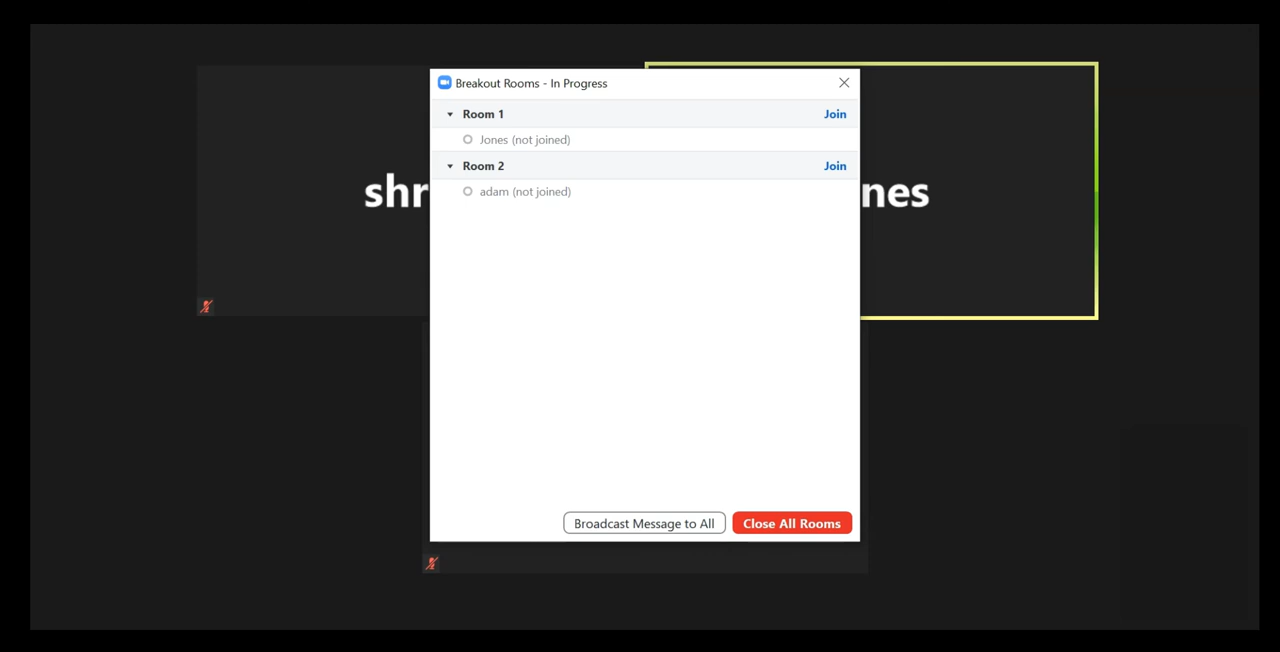 Breakout Rooms - In Progress
Room 1 Join
Jones (not joined)
Room 2 Join
adam (not joined)
shr nes
Broadcast Message to All Close All Rooms